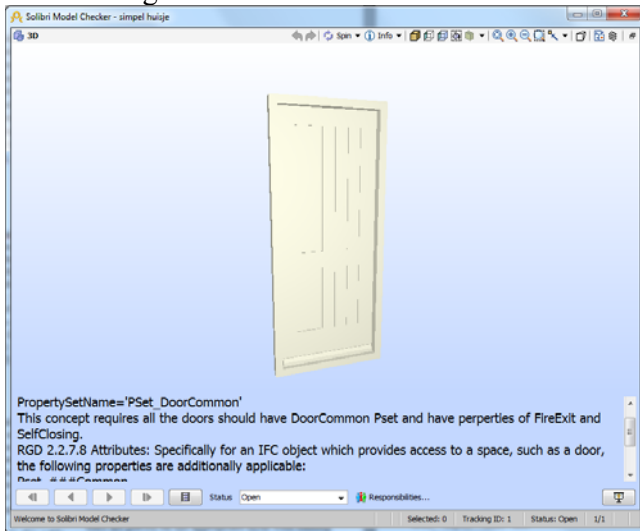 Solibri Model Checker - simpel huisje
3D Spin Info
PropertySetName='PSet_DoorCommon'
This concept requires all the doors should have DoorCommon Pset and have perperties of FireExit and
SelfClosing.
RGD 2.2.7.8 Attributes: Specifically for an IFC object which provides access to a space, such as a door,
the following properties are additionally applicable:
Pset_###Common
Status Open Responsibilities...
Welcome to Solibri Model Checker Selected: 0 Tracking ID: 1 Status: Open 1/1